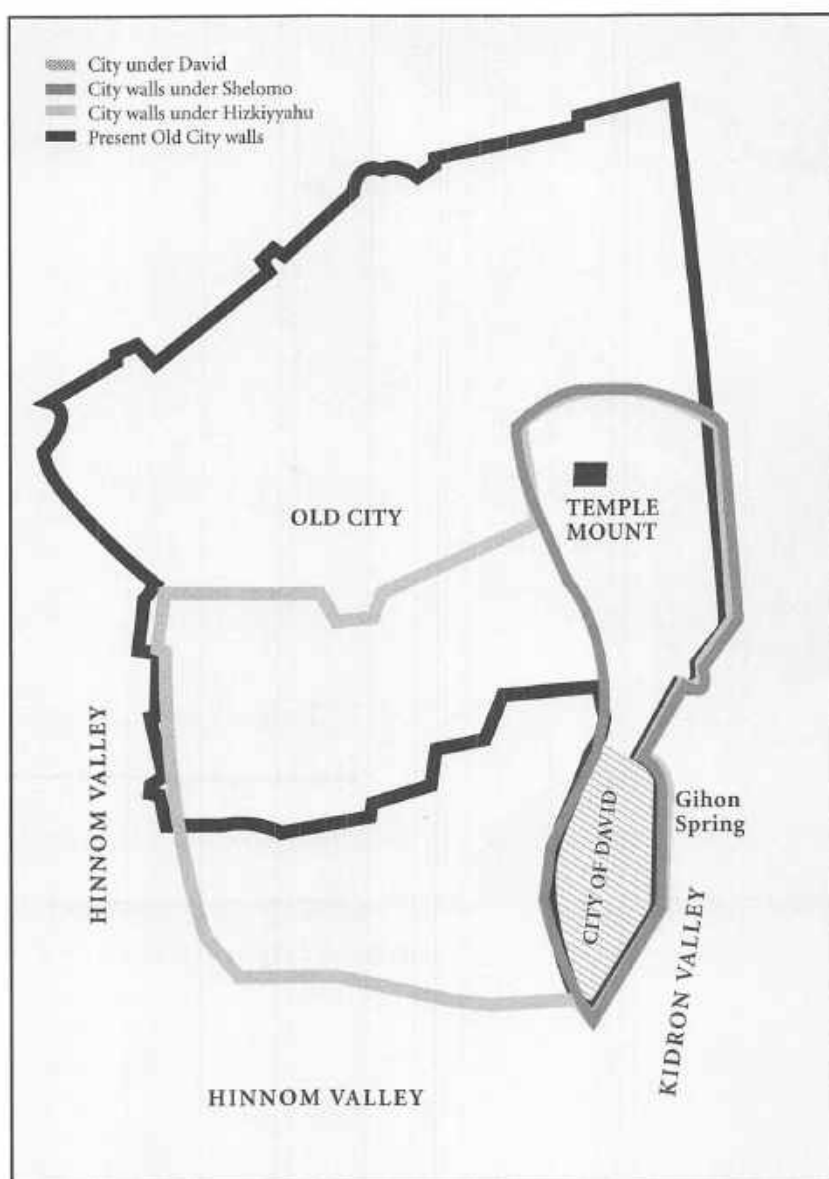 City under David
City walls under Shelomo
City walls under Hizkiyyahu
Present Old City walls
OLD CITY
TEMPLE
MOUNT
HINNOM VALLEY
CITY OF DAVID
Gihon
Spring
KIDRON VALLEY
HINNOM VALLEY